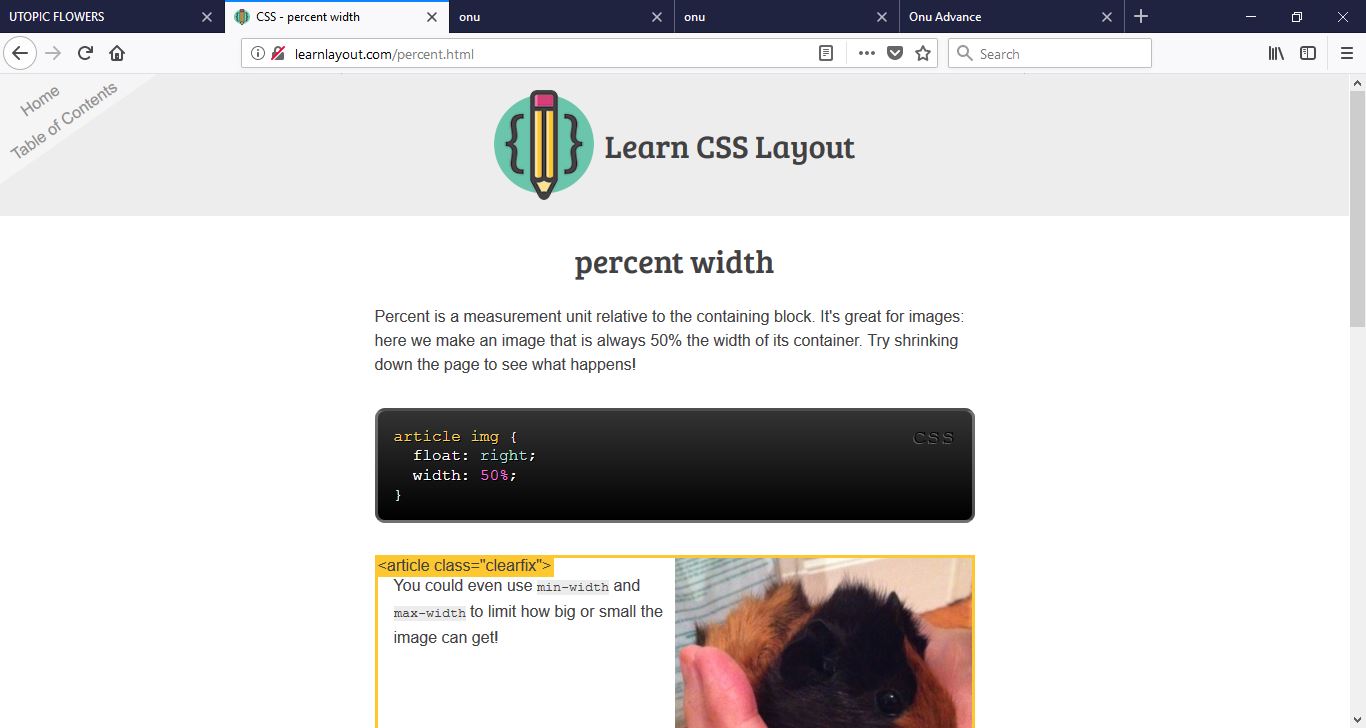 UTOPIC FLOWERS
CSS - percent width
onu
onu
Onu Advance
learnlayout.com/percent.html
Search
Home
Table of Contents
{ }
Learn CSS Layout
percent width
Percent is a measurement unit relative to the containing block. It's great for images:
here we make an image that is always 50% the width of its container. Try shrinking
down the page to see what happens!
CSS
article img {
  float: right;
  width: 50%;
}
<article class="clearfix">
You could even use min-width and
max-width to limit how big or small the
image can get!